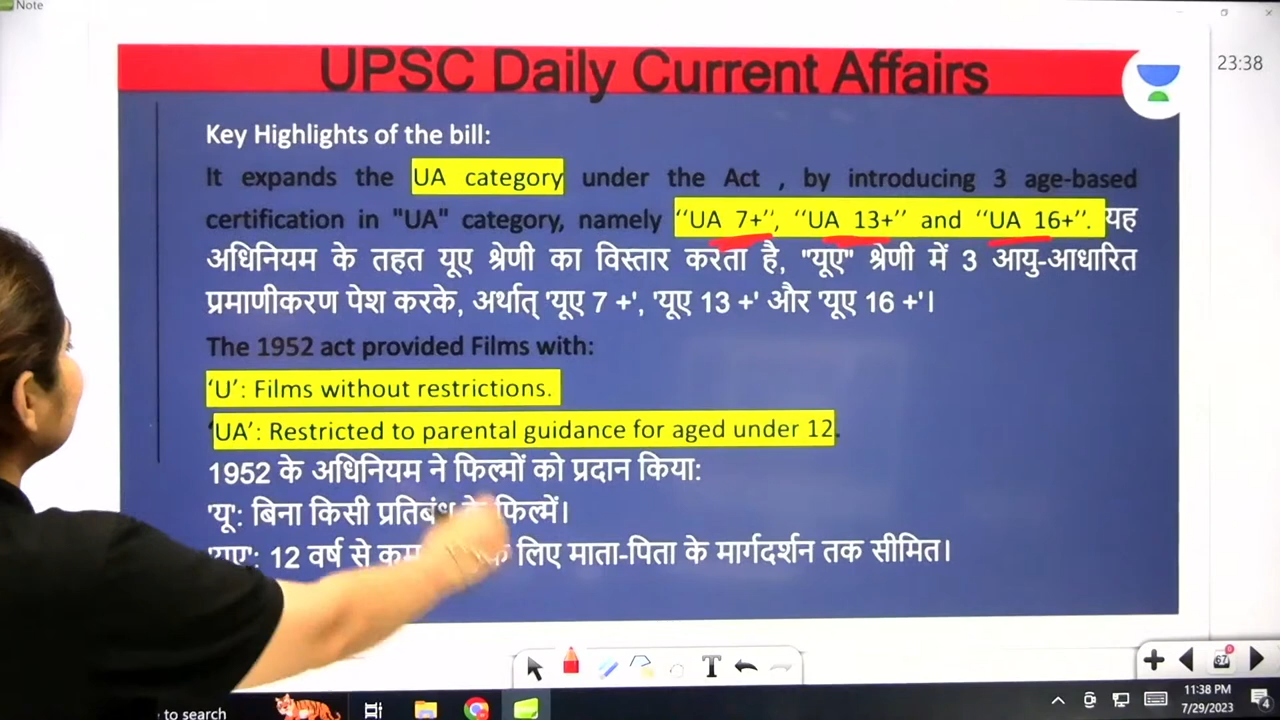 Note
UPSC Daily Current Affairs
23:38
Key Highlights of the bill:
It expands the UA category under the Act , by introducing 3 age-based
certification in "UA" category, namely “UA 7+”, “UA 13+” and “UA 16+”. यह
अधिनियम के तहत यूए श्रेणी का विस्तार करता है, "यूए" श्रेणी में 3 आयु-आधारित
प्रमाणीकरण पेश करके, अर्थात् 'यूए 7 +', 'यूए 13 +' और 'यूए 16 +'।
The 1952 act provided Films with:
‘U’: Films without restrictions.
‘UA’: Restricted to parental guidance for aged under 12.
1952 के अधिनियम ने फिल्मों को प्रदान किया:
'यू': बिना किसी प्रतिबंध के फिल्में।
'यूए': 12 वर्ष से कम लिए माता-पिता के मार्गदर्शन तक सीमित।
T
67
to search
11:38 PM
7/29/2023
4